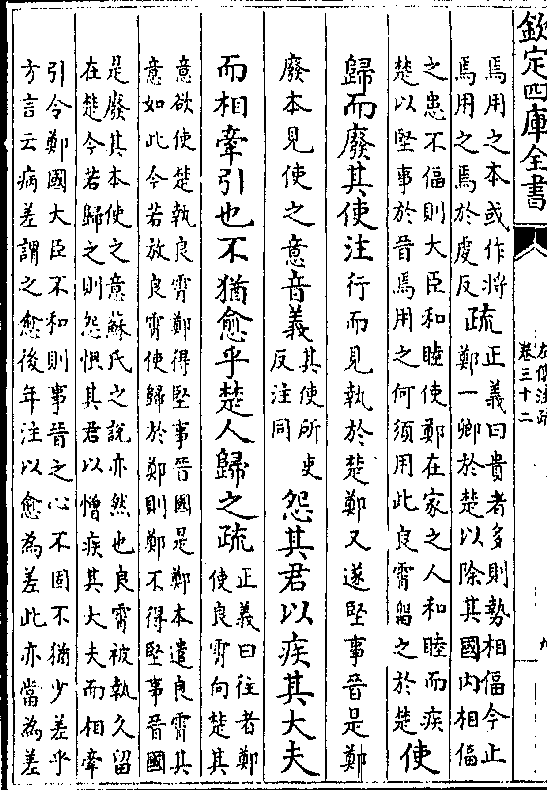 欽定四庫全書
左傳注疏
卷三十二
九
焉用之本或作將
焉用之焉於虔反
疏
正義曰貴者多則勢相偪今止
鄭一卿於楚以除其國内相偪
之患不偪則大臣和睦使鄭在家之人和睦而疾
楚以堅事於晉焉用之何須用此良霄留之於楚
使
歸而廢其使注行而見執於楚鄭又遂堅事晉是鄭
廢本見使之意音義
其使所吏
反注同
怨其君以疾其大夫
而相牽引也不猶愈乎楚人歸之疏
正義曰往者鄭
使良霄向楚其
意欲使楚執良霄鄭得堅事晉國是鄭本遣良霄其
意如此今若放良霄使歸於鄭則鄭不得堅事晉國
是廢其本使之意蘇氏之說亦然也良霄被執久留
在楚今若歸之則怨恨其君以憎疾其大夫而相牽
引令鄭國大臣不和則事晉之心不固不猶少差乎
方言云病差謂之愈後年注以愈為差此亦當為差